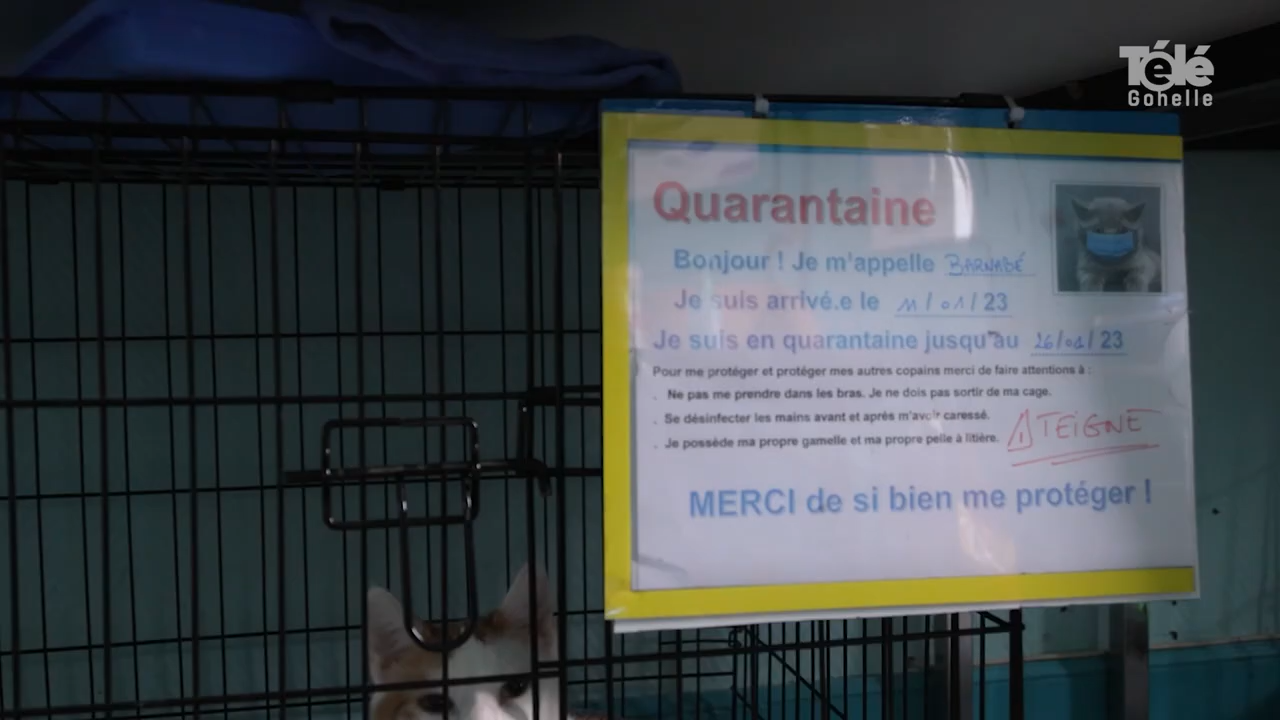 Télé
Gohelle
Quarantaine
Bonjour ! Je m'appelle BARNABÉ
Je suis arrivé.e le 11/01/23
Je suis en quarantaine jusqu'au 26/01/23
Pour me protéger et protéger mes autres copains merci de faire attentions à :
. Ne pas me prendre dans les bras. Je ne dois pas sortir de ma cage.
. Se désinfecter les mains avant et après m'avoir caressé.
. Je possède ma propre gamelle et ma propre pelle à litière.
⚠ TEIGNE
MERCI de si bien me protéger !